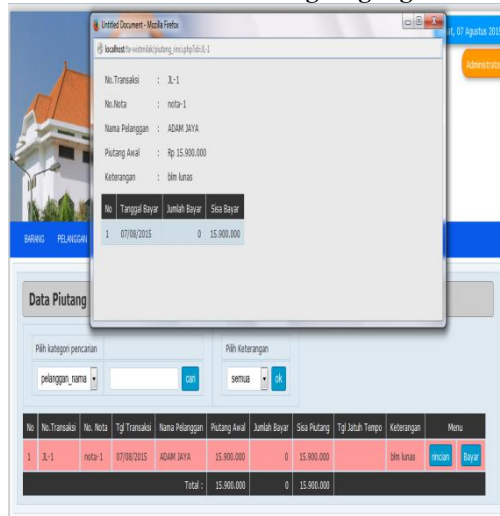 Untitled Document - Mozilla Firefox
at, 07 Agustus 2015
Administrator
No.Transaksi : JL-1
No.Nota : nota-1
Nama Pelanggan : ADAM JAYA
Piutang Awal : Rp 15.900.000
Keterangan : blm lunas
No Tanggal Bayar Jumlah Bayar Sisa Bayar
1 07/08/2015 0 15.900.000
BARANG PELANGGAN
Data Piutang
Pilih kategori pencarian Pilih Keterangan
pelanggan_nama cari semua ok
No No.Transaksi No. Nota Tgl Transaksi Nama Pelanggan Piutang Awal Jumlah Bayar Sisa Piutang Tgl Jatuh Tempo Keterangan Menu
1 JL-1 nota-1 07/08/2015 ADAM JAYA 15.900.000 0 15.900.000 blm lunas rincian Bayar
Total : 15.900.000 0 15.900.000